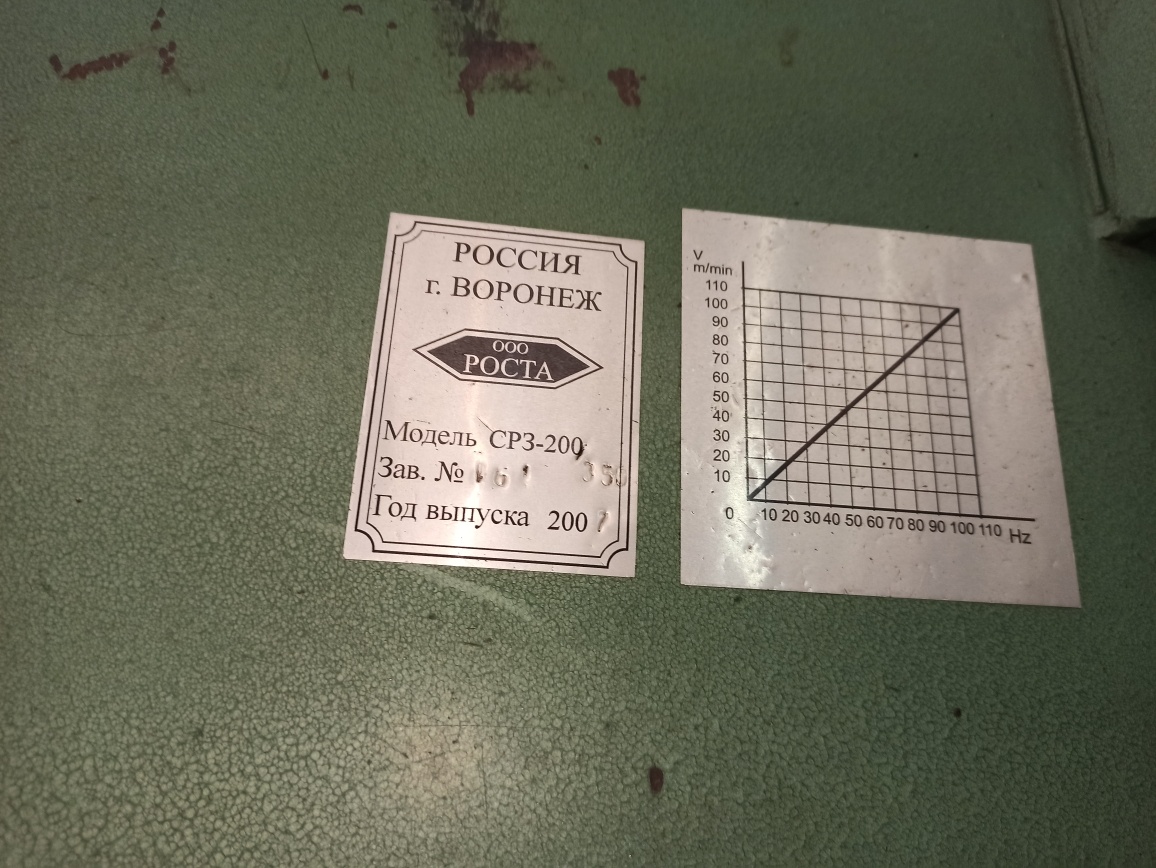 РОССИЯ
г. ВОРОНЕЖ
ООО
РОСТА
Модель СРЗ-200
Зав. №
Год выпуска 200
V
m/min
110
100
90
80
70
60
50
40
30
20
10
0 10 20 30 40 50 60 70 80 90 100 110 Hz